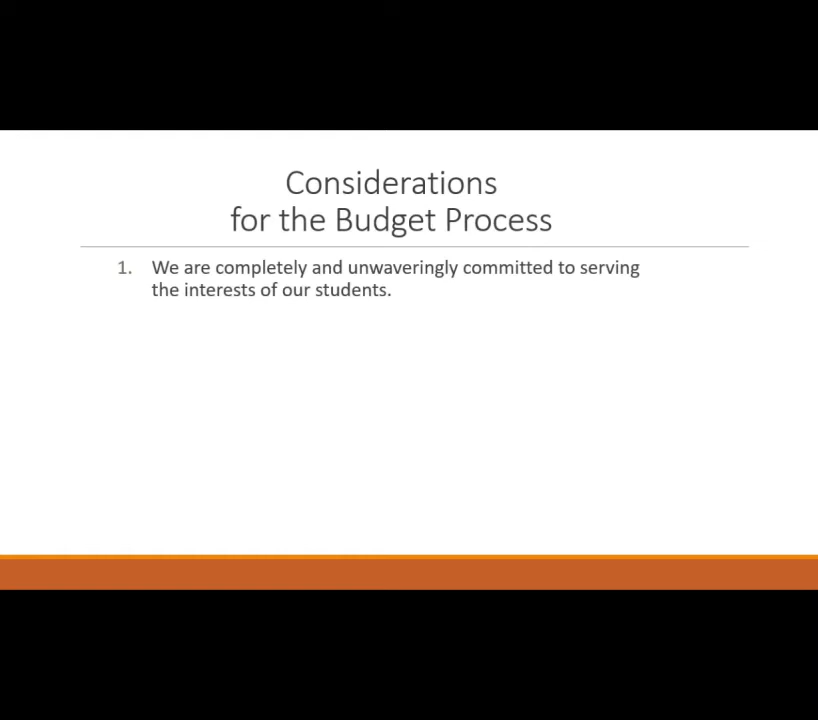 Considerations
for the Budget Process
1. We are completely and unwaveringly committed to serving
the interests of our students.